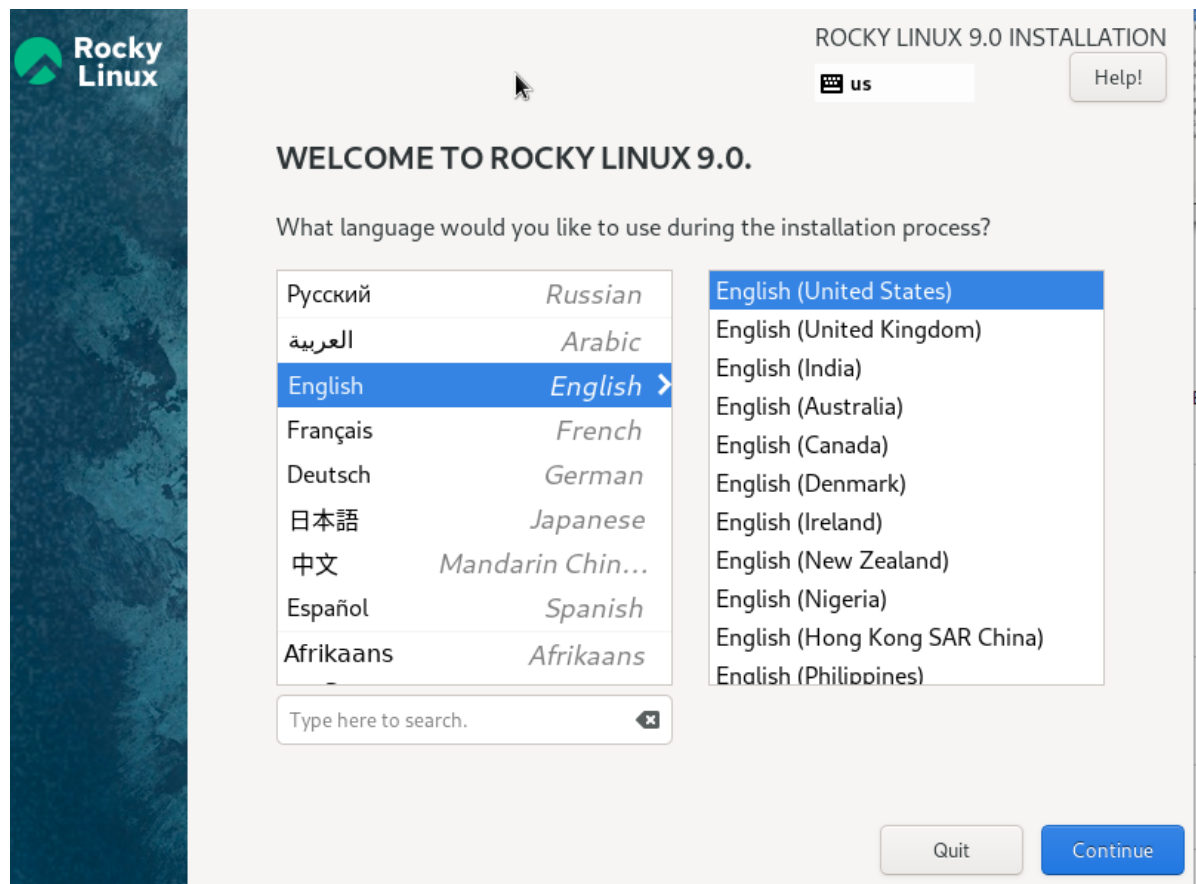 Rocky
Linux
ROCKY LINUX 9.0 INSTALLATION
us
Help!
WELCOME TO ROCKY LINUX 9.0.
What language would you like to use during the installation process?
Русский Russian
العربية Arabic
English English
Français French
Deutsch German
日本語 Japanese
中文 Mandarin Chin...
Español Spanish
Afrikaans Afrikaans
Type here to search.
English (United States)
English (United Kingdom)
English (India)
English (Australia)
English (Canada)
English (Denmark)
English (Ireland)
English (New Zealand)
English (Nigeria)
English (Hong Kong SAR China)
English (Philippines)
Quit
Continue